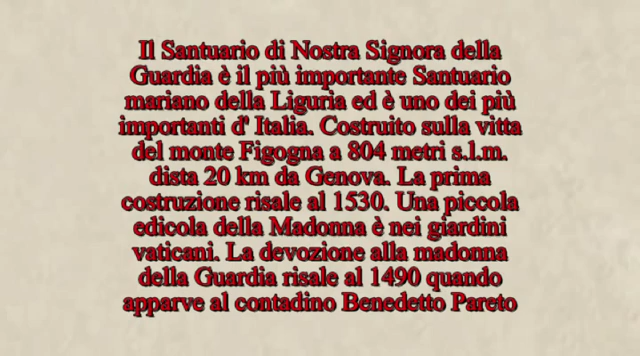 Il Santuario di Nostra Signora della
Guardia è il più importante Santuario
mariano della Liguria ed è uno dei più
importanti d' Italia. Costruito sulla vitta
del monte Figogna a 804 metri s.l.m.
dista 20 km da Genova. La prima
costruzione risale al 1530. Una piccola
edicola della Madonna è nei giardini
vaticani. La devozione alla madonna
della Guardia risale al 1490 quando
apparve al contadino Benedetto Pareto